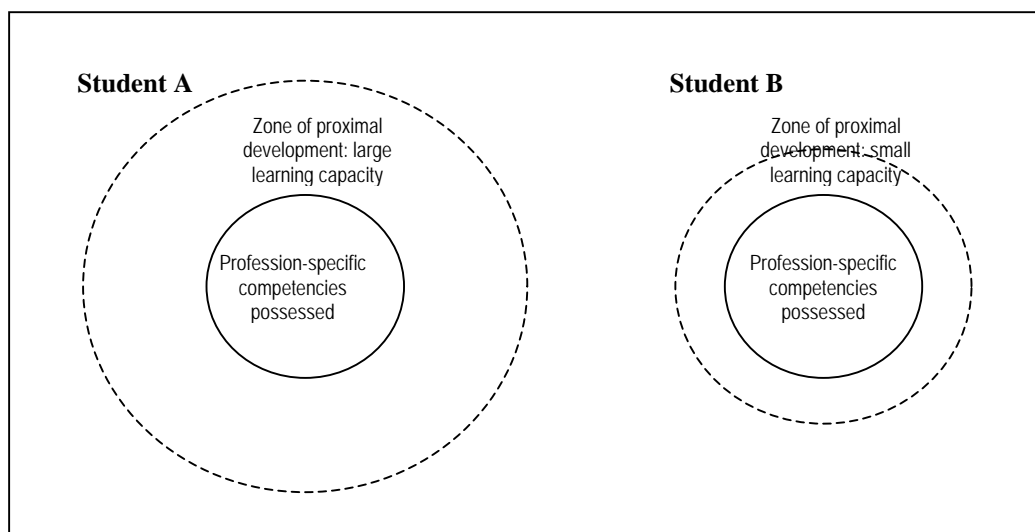 Student A
Zone of proximal
development: large
learning capacity
Profession-specific
competencies
possessed
Student B
Zone of proximal
development: small
learning capacity
Profession-specific
competencies
possessed